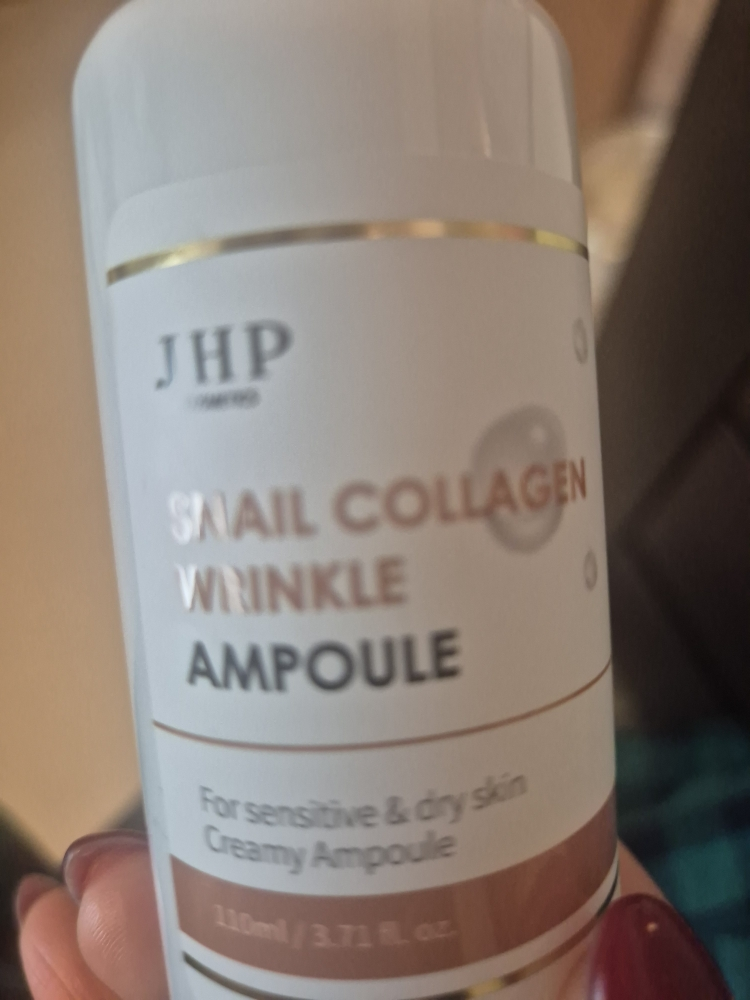 JHP
SNAIL COLLAGEN
WRINKLE
AMPOULE
For sensitive & dry skin
Creamy Ampoule
110ml / 3.71 fl. oz.